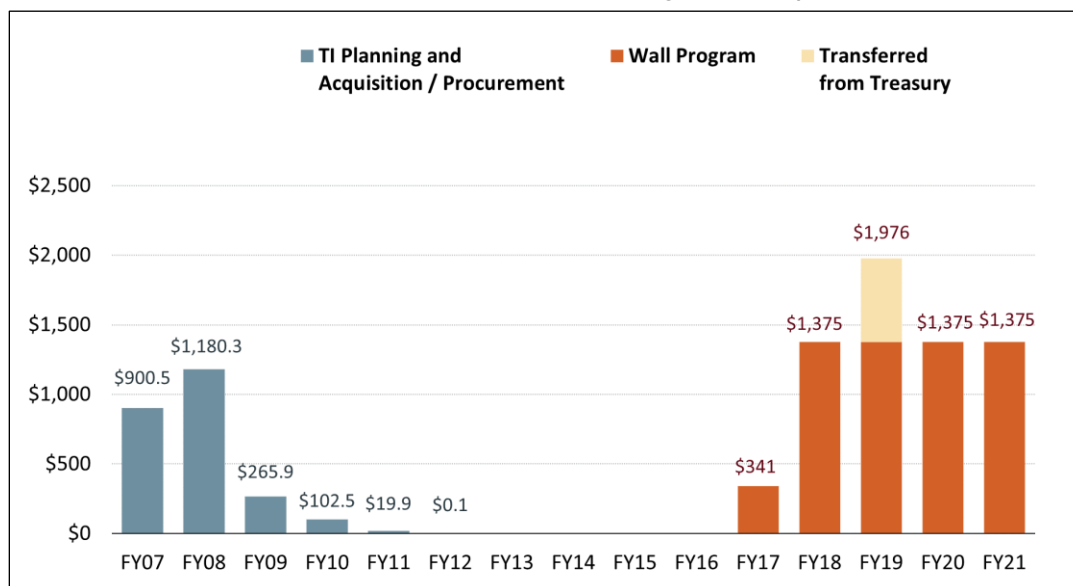 TI Planning and
Acquisition / Procurement
Wall Program
Transferred
from Treasury
$2,500
$2,000
$1,500
$1,000
$500
$0
$900.5
$1,180.3
$265.9
$102.5
$19.9
$0.1
$341
$1,375
$1,976
$1,375
$1,375
FY07 FY08 FY09 FY10 FY11 FY12 FY13 FY14 FY15 FY16 FY17 FY18 FY19 FY20 FY21